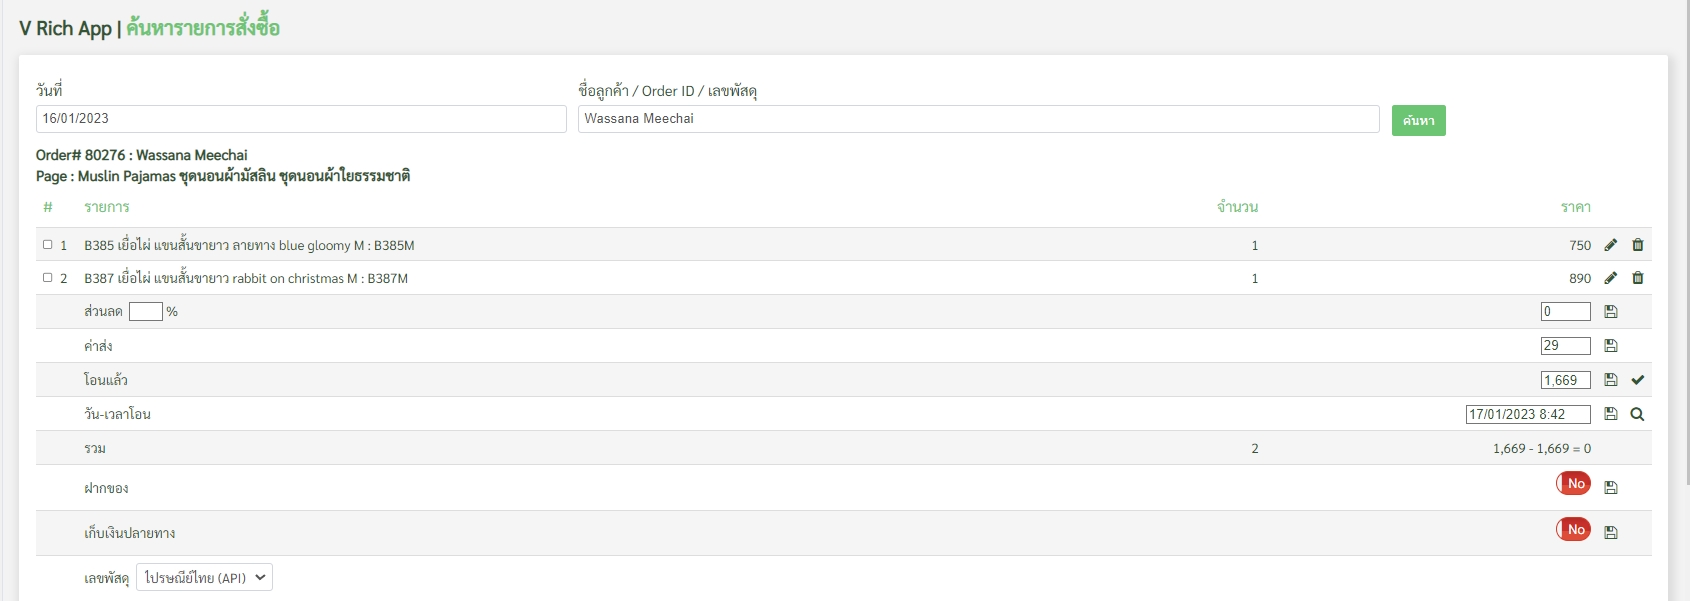 V Rich App | ค้นหารายการสั่งซื้อ
วันที่
ชื่อลูกค้า / Order ID / เลขพัสดุ
16/01/2023
Wassana Meechai
ค้นหา
Order# 80276 : Wassana Meechai
Page : Muslin Pajamas ชุดนอนผ้ามัสลิน ชุดนอนผ้าใยธรรมชาติ
# รายการ จำนวน ราคา
1 B385 เยื่อไผ่ แขนสั้นขายาว ลายทาง blue gloomy M : B385M 1 750
2 B387 เยื่อไผ่ แขนสั้นขายาว rabbit on christmas M : B387M 1 890
ส่วนลด % 0
ค่าส่ง 29
โอนแล้ว 1,669
วัน-เวลาโอน 17/01/2023 8:42
รวม 2 1,669 - 1,669 = 0
ฝากของ No
เก็บเงินปลายทาง No
เลขพัสดุ ไปรษณีย์ไทย (API)